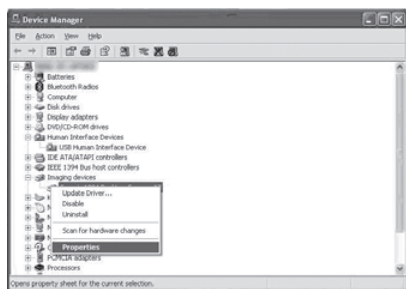 Device Manager
File Action View Help
Batteries
Bluetooth Radios
Computer
Disk drives
Display adapters
DVD/CD-ROM drives
Human Interface Devices
USB Human Interface Device
IDE ATA/ATAPI controllers
IEEE 1394 Bus host controllers
Imaging devices
Update Driver...
Disable
Uninstall
Scan for hardware changes
Properties
PCMCIA adapters
Processors
Opens property sheet for the current selection.